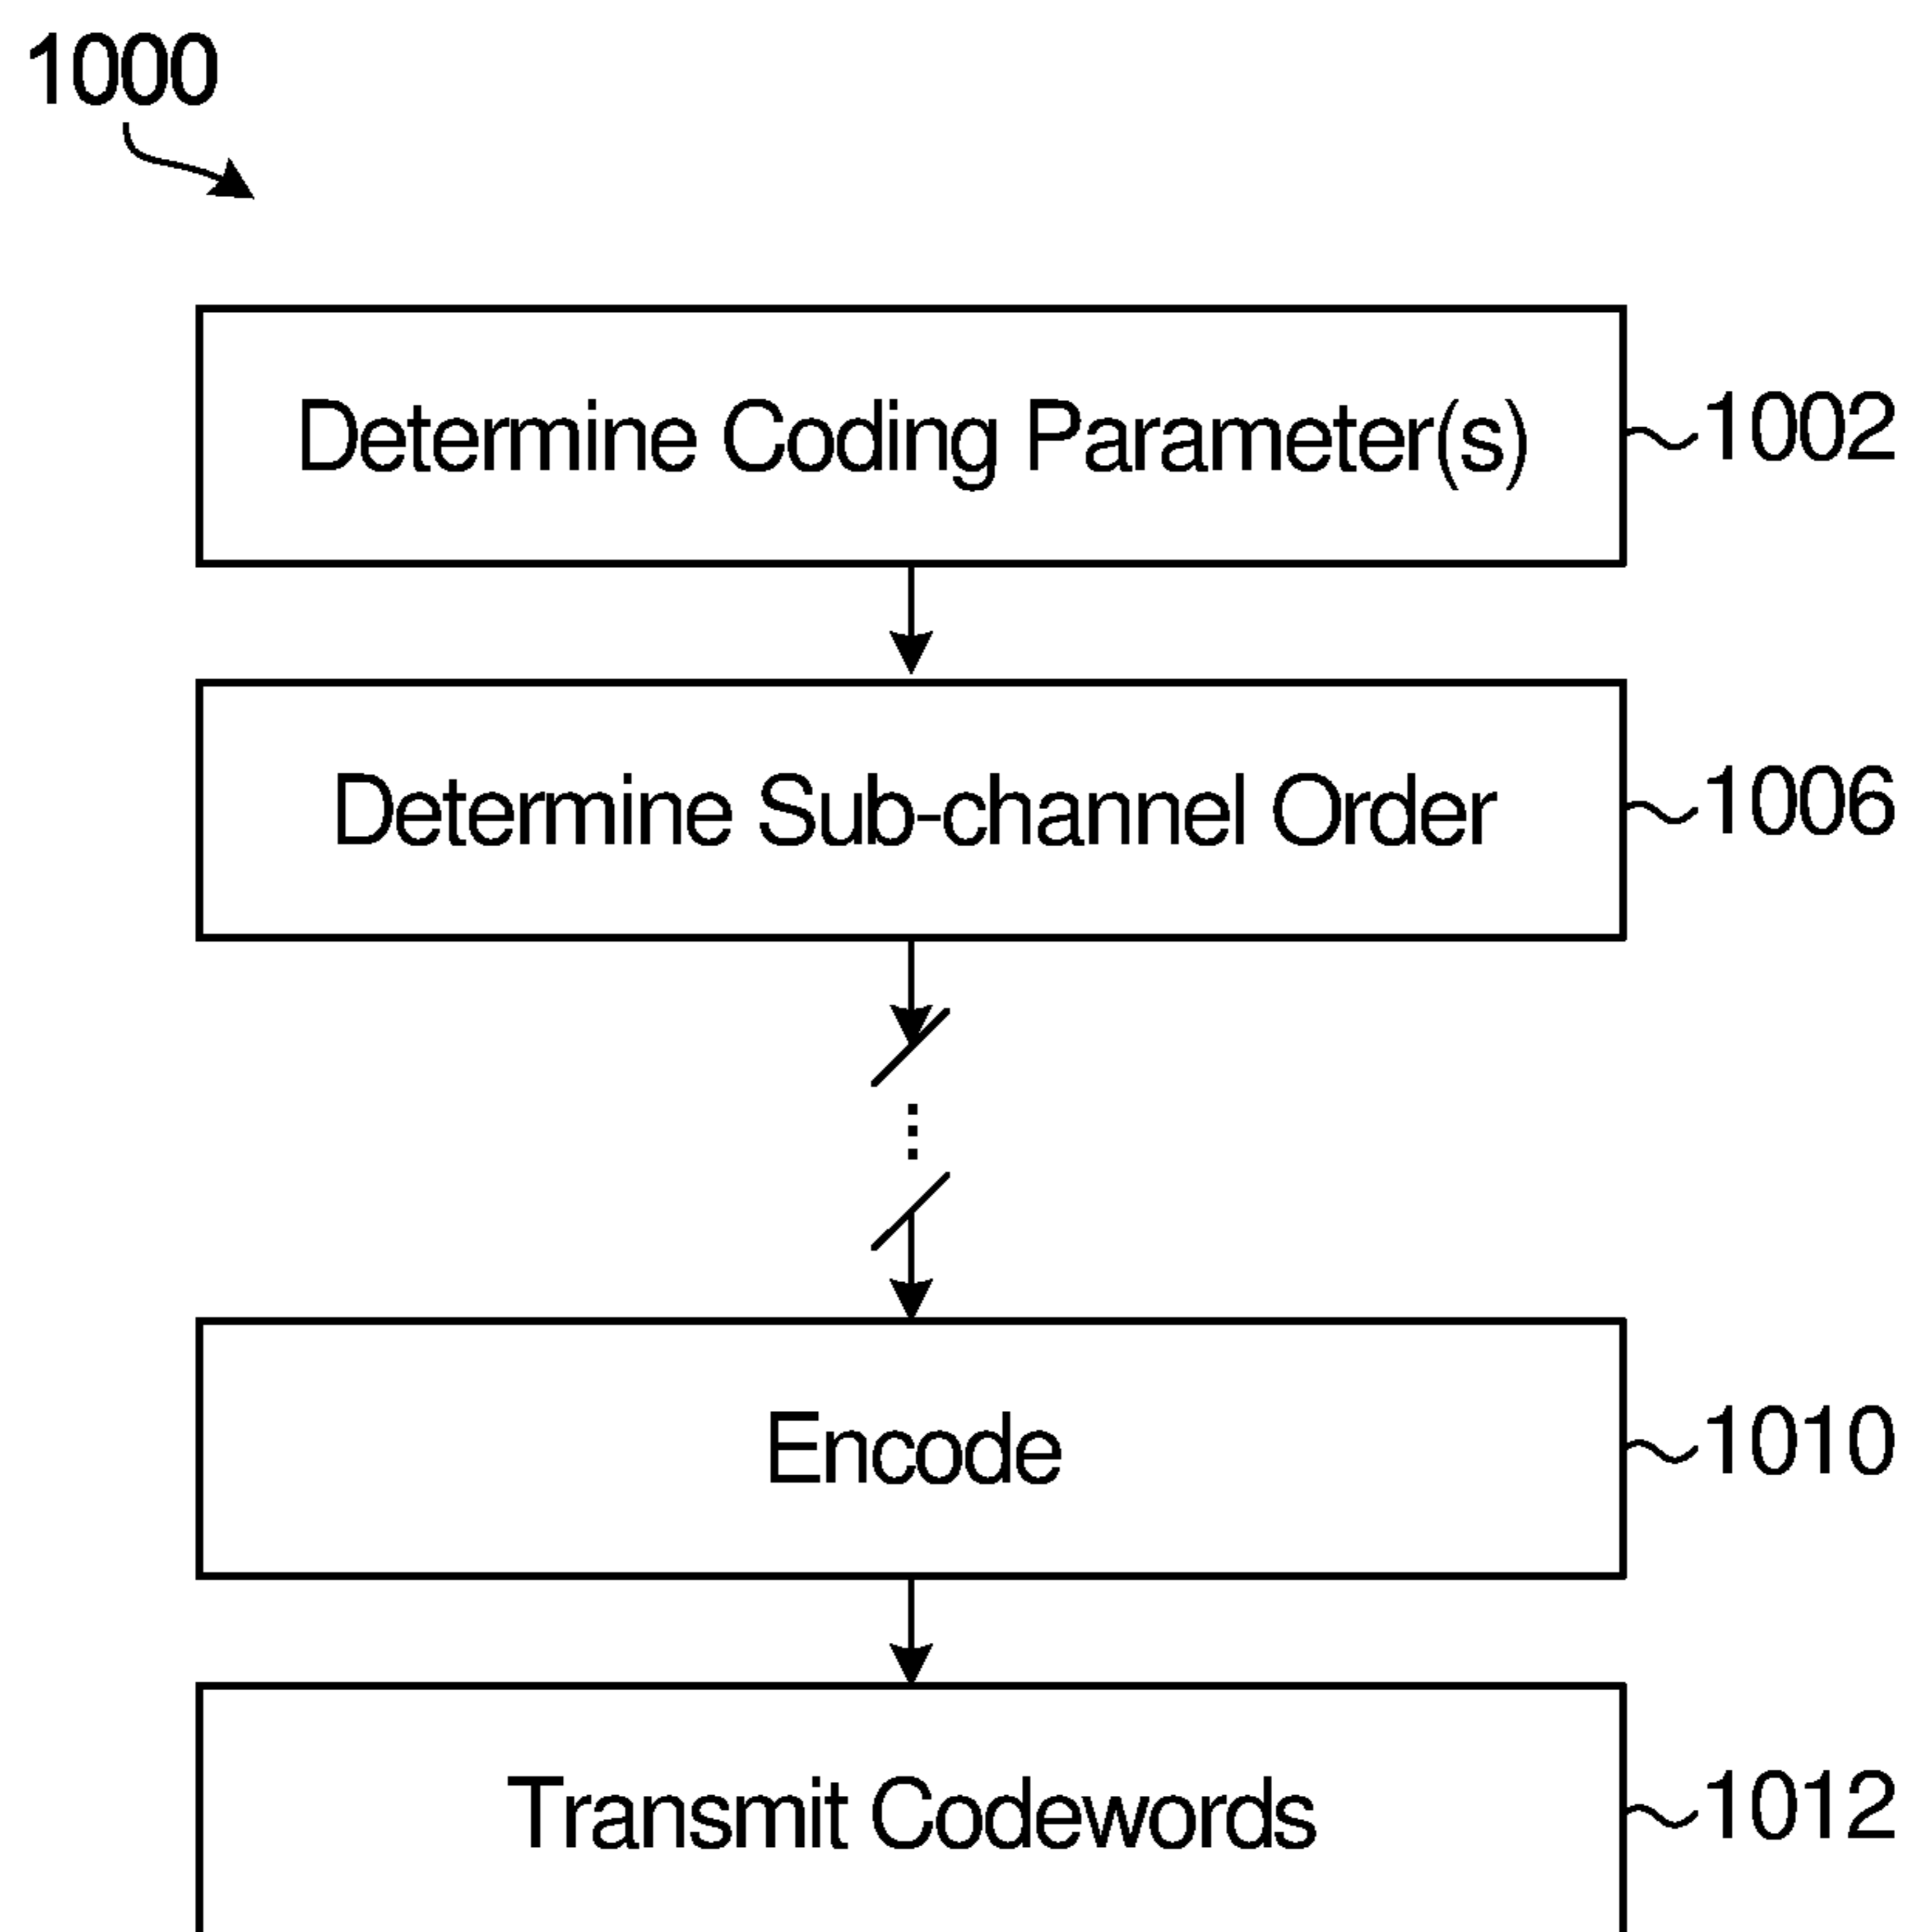 1000
Determine Coding Parameter(s) 1002
Determine Sub-channel Order 1006
Encode 1010
Transmit Codewords 1012